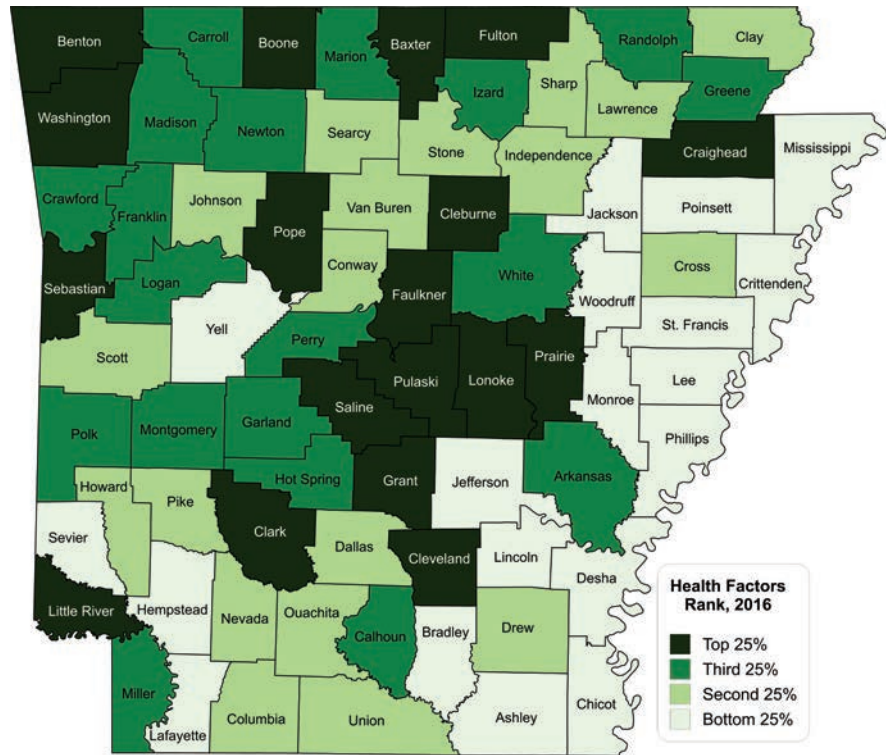 Benton
Carroll
Boone
Marion
Baxter
Fulton
Randolph
Clay
Izard
Sharp
Greene
Lawrence
Washington
Madison
Newton
Searcy
Stone
Independence
Craighead
Mississippi
Crawford
Franklin
Johnson
Pope
Van Buren
Cleburne
Jackson
Poinsett
Sebastian
Logan
Conway
Faulkner
White
Woodruff
Cross
Crittenden
Yell
St. Francis
Scott
Perry
Pulaski
Lonoke
Prairie
Lee
Saline
Monroe
Polk
Montgomery
Garland
Phillips
Hot Spring
Grant
Jefferson
Arkansas
Howard
Pike
Clark
Dallas
Cleveland
Lincoln
Desha
Sevier
Little River
Hempstead
Nevada
Ouachita
Calhoun
Bradley
Drew
Miller
Lafayette
Columbia
Union
Ashley
Chicot
Health Factors
Rank, 2016
Top 25%
Third 25%
Second 25%
Bottom 25%